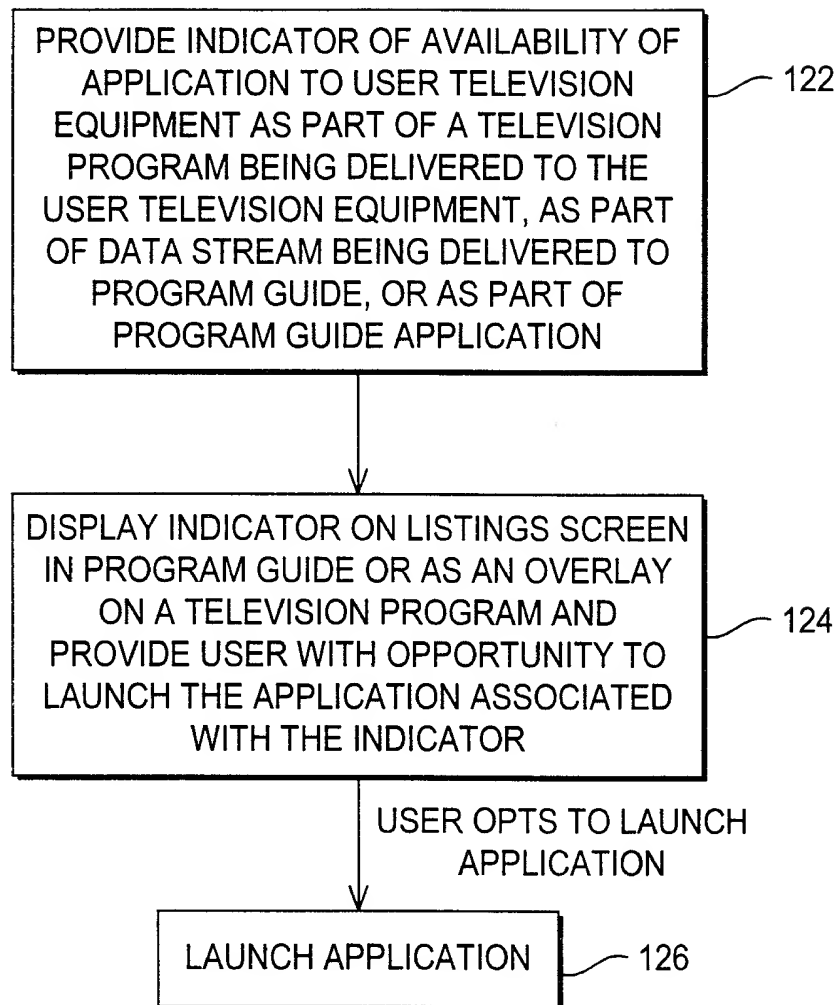 PROVIDE INDICATOR OF AVAILABILITY OF
APPLICATION TO USER TELEVISION
EQUIPMENT AS PART OF A TELEVISION
PROGRAM BEING DELIVERED TO THE
USER TELEVISION EQUIPMENT, AS PART
OF DATA STREAM BEING DELIVERED TO
PROGRAM GUIDE, OR AS PART OF
PROGRAM GUIDE APPLICATION
122
DISPLAY INDICATOR ON LISTINGS SCREEN
IN PROGRAM GUIDE OR AS AN OVERLAY
ON A TELEVISION PROGRAM AND
PROVIDE USER WITH OPPORTUNITY TO
LAUNCH THE APPLICATION ASSOCIATED
WITH THE INDICATOR
124
USER OPTS TO LAUNCH
APPLICATION
LAUNCH APPLICATION
126